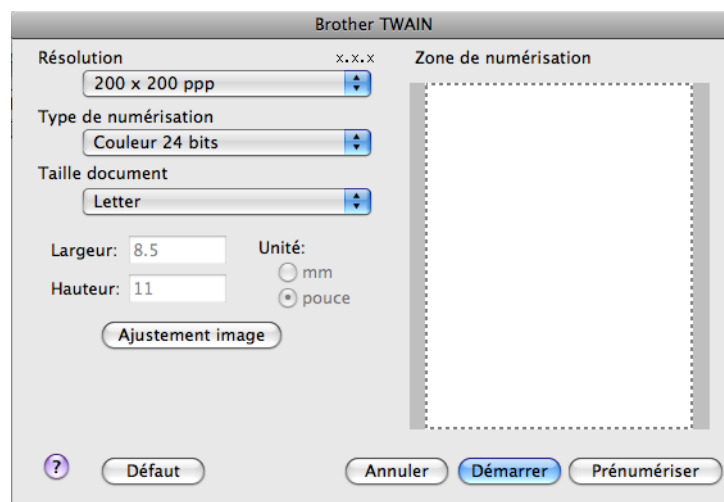 Brother TWAIN
Résolution
x.x.x
200 x 200 ppp
Type de numérisation
Couleur 24 bits
Taille document
Letter
Largeur: 8.5
Hauteur: 11
Unité:
mm
pouce
Ajustement image
Zone de numérisation
?
Défaut
Annuler
Démarrer
Prénumériser